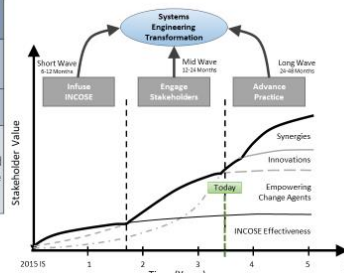 Systems
Engineering
Transformation
Short Wave
6-12 Months
Mid Wave
12-24 Months
Long Wave
24-48 Months
Infuse
INCOSE
Engage
Stakeholders
Advance
Practice
Stakeholder Value
Synergies
Innovations
Today
Empowering
Change Agents
INCOSE Effectiveness
2015 IS 1 2 3 4 5